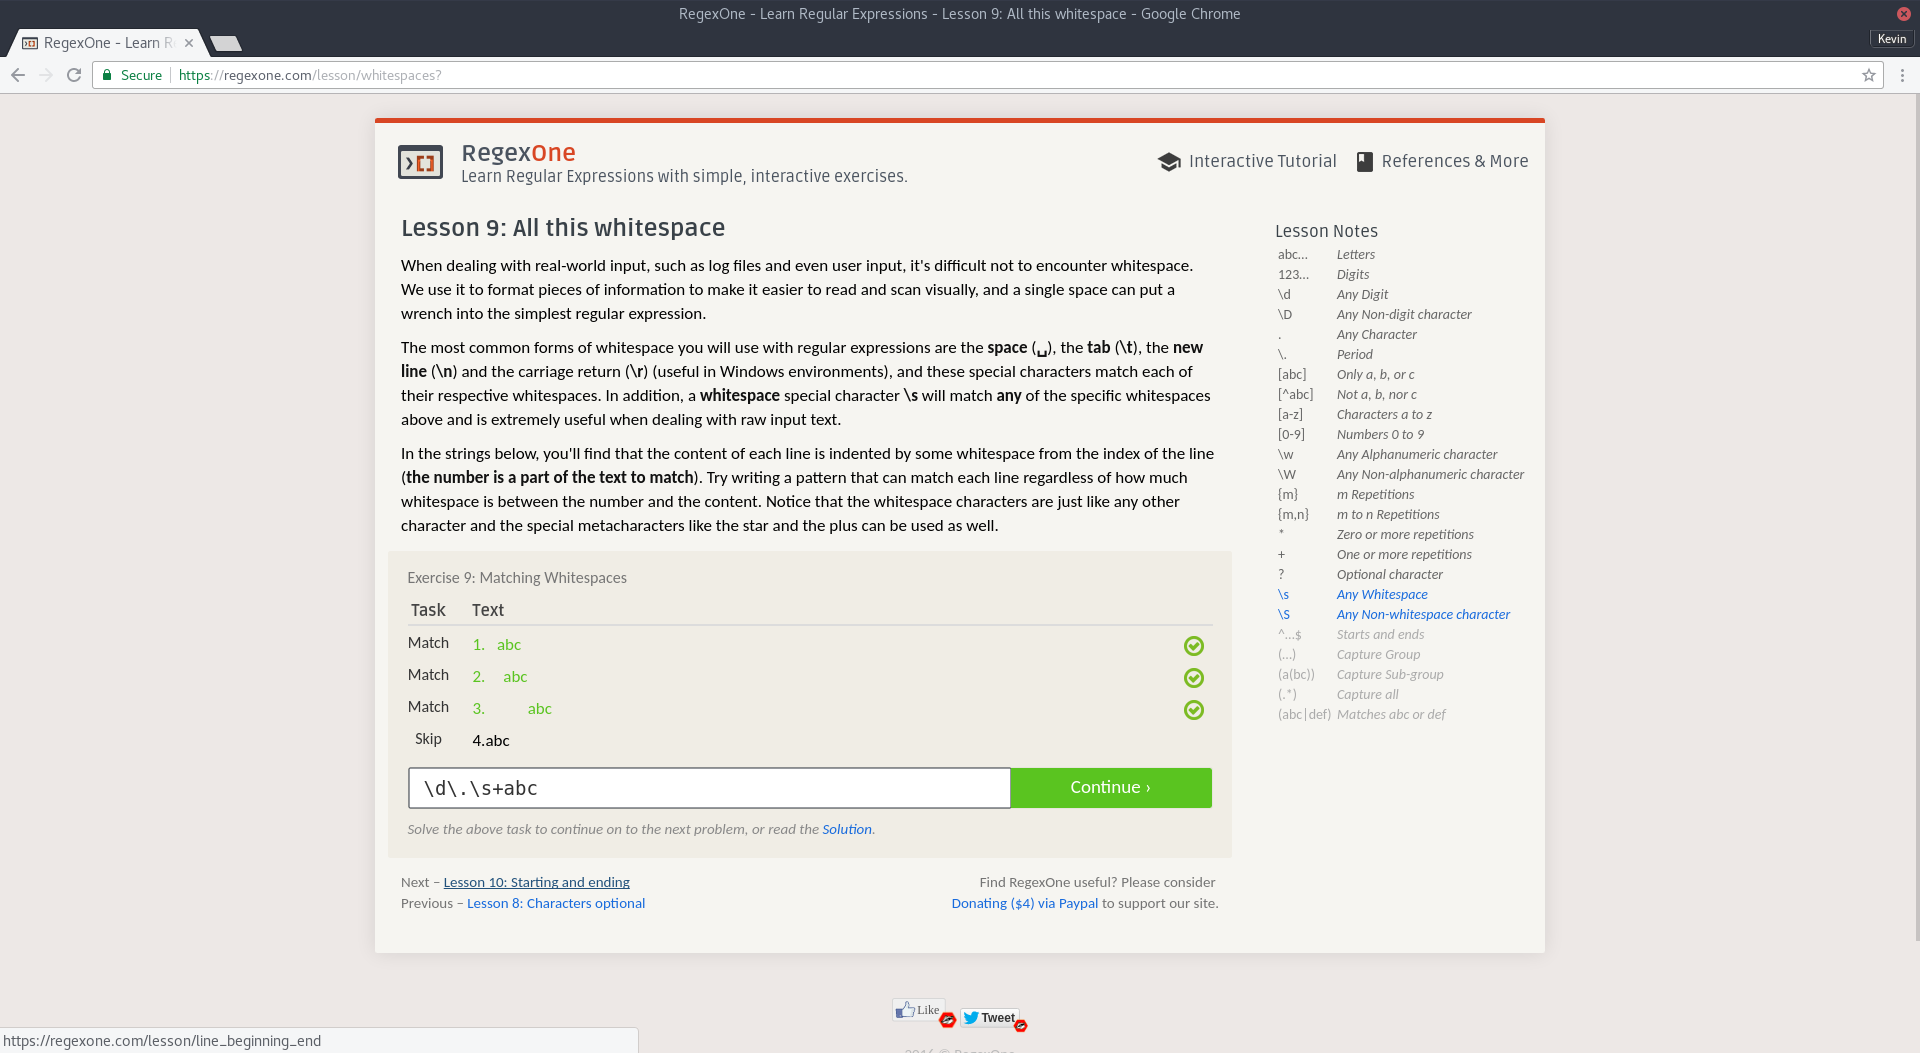 RegexOne - Learn Regular Expressions - Lesson 9: All this whitespace - Google Chrome
RegexOne - Learn R
Kevin
Secure https://regexone.com/lesson/whitespaces?
RegexOne
Learn Regular Expressions with simple, interactive exercises.
Interactive Tutorial
References & More
Lesson 9: All this whitespace
When dealing with real-world input, such as log files and even user input, it's difficult not to encounter whitespace.
We use it to format pieces of information to make it easier to read and scan visually, and a single space can put a
wrench into the simplest regular expression.
The most common forms of whitespace you will use with regular expressions are the space (␣), the tab (\t), the new
line (\n) and the carriage return (\r) (useful in Windows environments), and these special characters match each of
their respective whitespaces. In addition, a whitespace special character \s will match any of the specific whitespaces
above and is extremely useful when dealing with raw input text.
In the strings below, you'll find that the content of each line is indented by some whitespace from the index of the line
(the number is a part of the text to match). Try writing a pattern that can match each line regardless of how much
whitespace is between the number and the content. Notice that the whitespace characters are just like any other
character and the special metacharacters like the star and the plus can be used as well.
Exercise 9: Matching Whitespaces
Task Text
Match 1.   abc
Match 2.    abc
Match 3.          abc
Skip 4.abc
\d\.\s+abc
Continue ›
Solve the above task to continue on to the next problem, or read the Solution.
Next – Lesson 10: Starting and ending
Previous – Lesson 8: Characters optional
Find RegexOne useful? Please consider
Donating ($4) via Paypal to support our site.
Lesson Notes
abc… Letters
123… Digits
\d Any Digit
\D Any Non-digit character
. Any Character
\. Period
[abc] Only a, b, or c
[^abc] Not a, b, nor c
[a-z] Characters a to z
[0-9] Numbers 0 to 9
\w Any Alphanumeric character
\W Any Non-alphanumeric character
{m} m Repetitions
{m,n} m to n Repetitions
* Zero or more repetitions
+ One or more repetitions
? Optional character
\s Any Whitespace
\S Any Non-whitespace character
^…$ Starts and ends
(…) Capture Group
(a(bc)) Capture Sub-group
(.*) Capture all
(abc|def) Matches abc or def
Like
Tweet
https://regexone.com/lesson/line_beginning_end